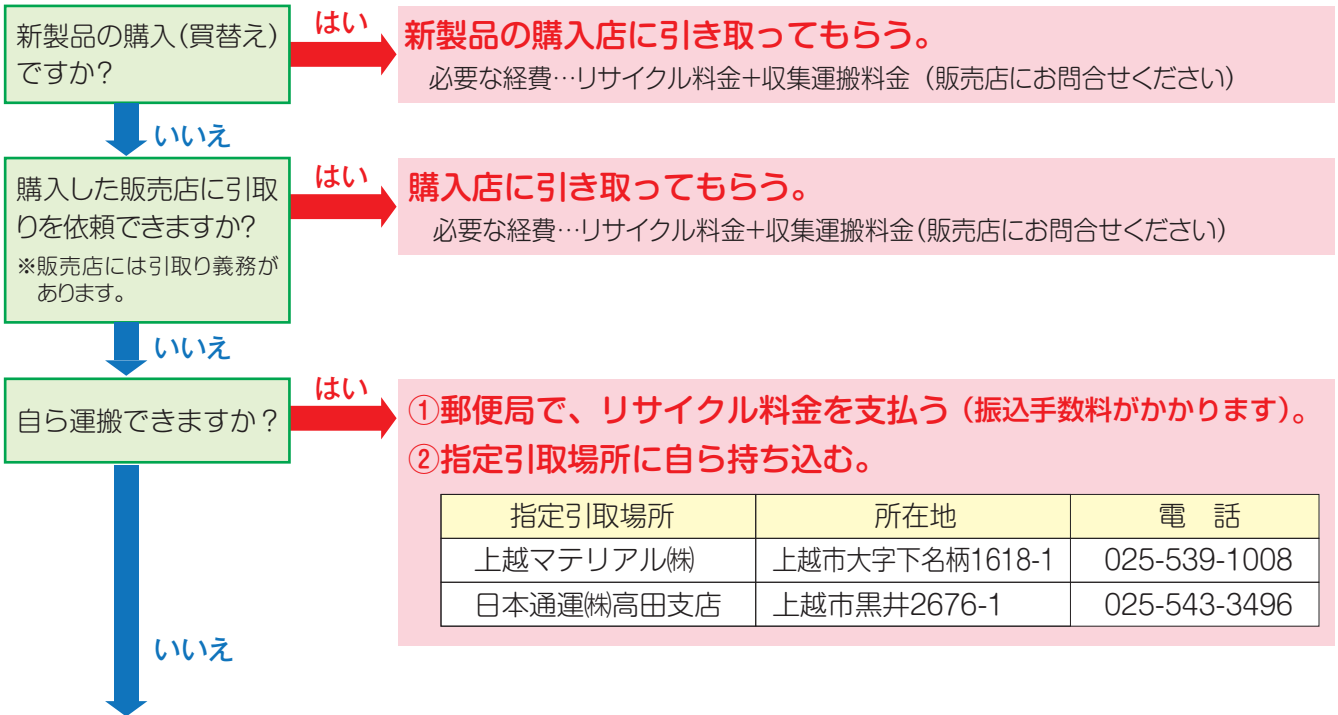 新製品の購入(買替え)
ですか?
はい
新製品の購入店に引き取ってもらう。
必要な経費…リサイクル料金+収集運搬料金(販売店にお問合せください)
いいえ
購入した販売店に引取
りを依頼できますか?
※販売店には引取り義務が
あります。
はい
購入店に引き取ってもらう。
必要な経費…リサイクル料金+収集運搬料金(販売店にお問合せください)
いいえ
自ら運搬できますか?
はい
①郵便局で、リサイクル料金を支払う(振込手数料がかかります)。
②指定引取場所に自ら持ち込む。
指定引取場所 所在地 電 話
上越マテリアル㈱ 上越市大字下名柄1618-1 025-539-1008
日本通運㈱高田支店 上越市黒井2676-1 025-543-3496
いいえ